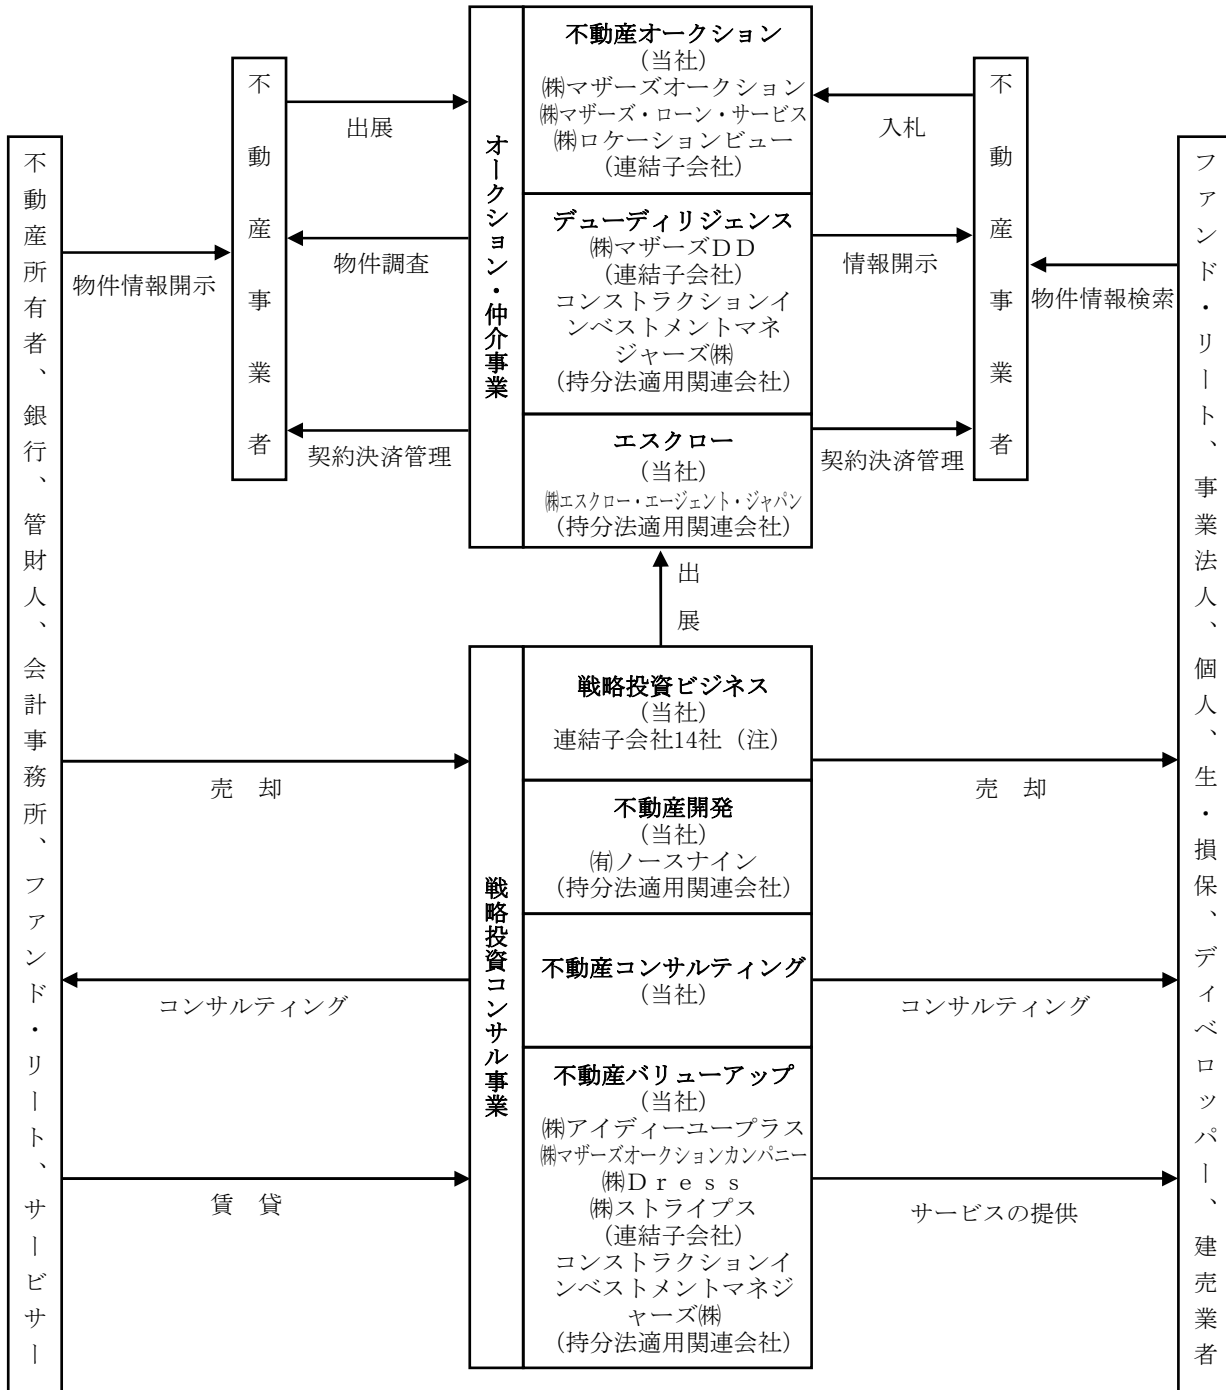 不動産オークション
(当社)
㈱マザーズオークション
㈱マザーズ・ローン・サービス
㈱ロケーションビュー
(連結子会社)
デューディリジェンス
㈱マザーズＤＤ
(連結子会社)
コンストラクションイ
ンベストメントマネ
ジャーズ㈱
(持分法適用関連会社)
エスクロー
(当社)
㈱エスクロー・エージェント・ジャパン
(持分法適用関連会社)
オークション・仲介事業
不動産事業者
不動産事業者
出展
入札
物件調査
情報開示
契約決済管理
契約決済管理
物件情報開示
物件情報検索
不動産所有者、銀行、管財人、会計事務所、ファンド・リート、サービサー
ファンド・リート、事業法人、個人、生・損保、ディベロッパー、建売業者
出展
戦略投資コンサル事業
戦略投資ビジネス
(当社)
連結子会社14社（注）
不動産開発
(当社)
㈲ノースナイン
(持分法適用関連会社)
不動産コンサルティング
(当社)
不動産バリューアップ
(当社)
㈱アイディーユープラス
㈱マザーズオークションカンパニー
㈱Ｄｒｅｓｓ
㈱ストライプス
(連結子会社)
コンストラクションイ
ンベストメントマネジ
ャーズ㈱
(持分法適用関連会社)
売　却
売　却
コンサルティング
コンサルティング
賃　貸
サービスの提供